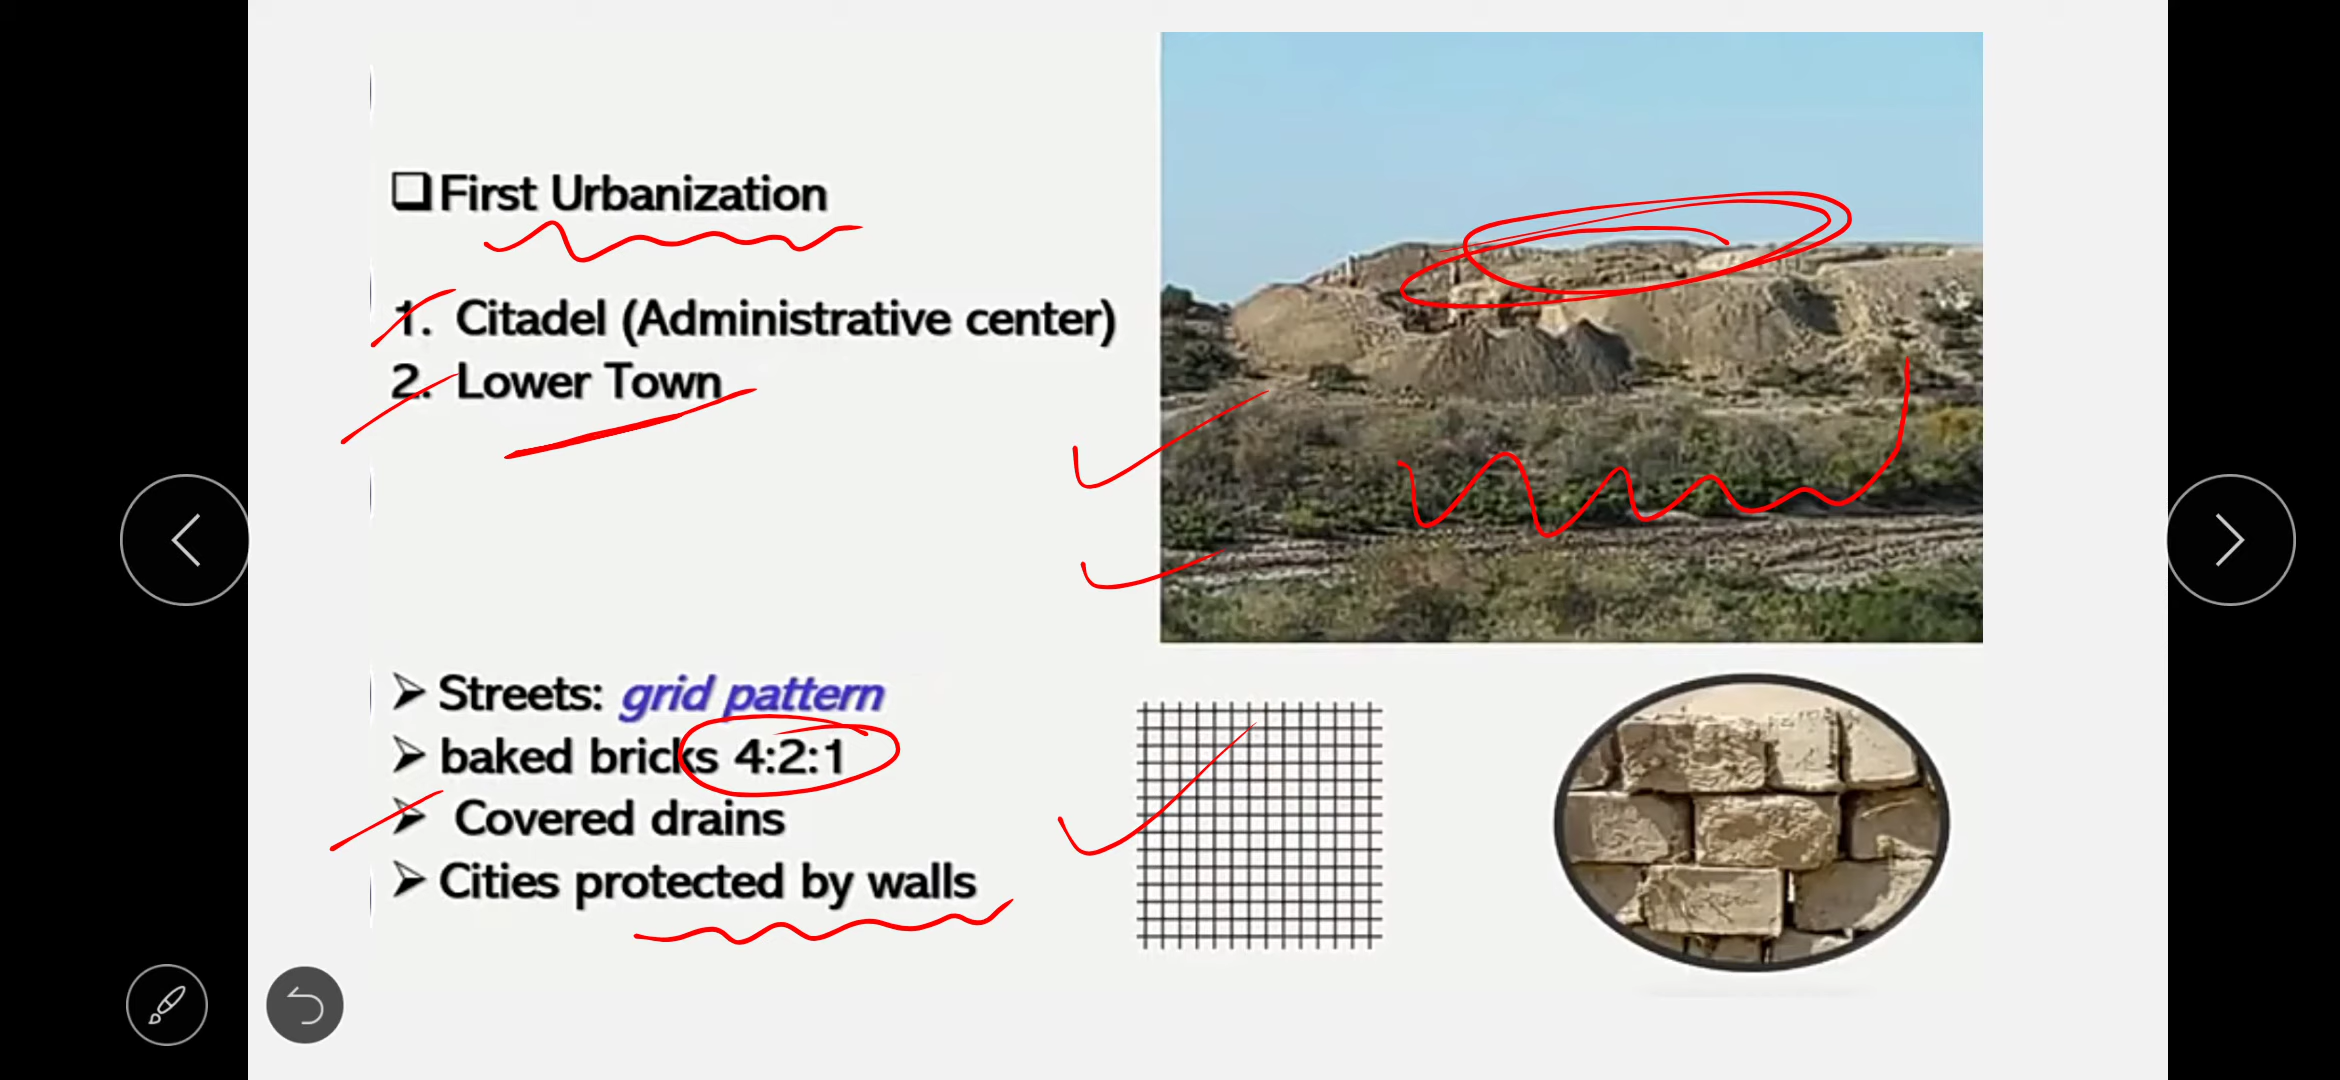 First Urbanization
1. Citadel (Administrative center)
2. Lower Town
Streets: grid pattern
baked bricks 4:2:1
Covered drains
Cities protected by walls